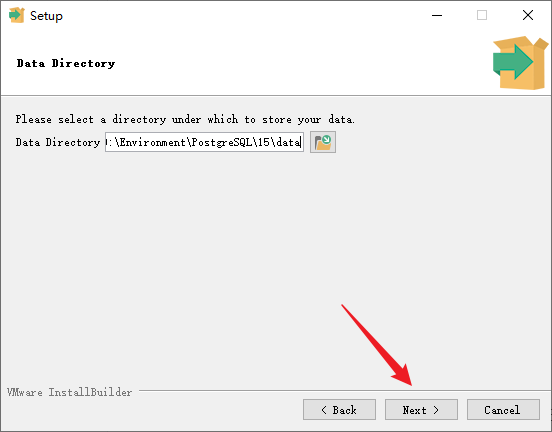 Setup
Data Directory
Please select a directory under which to store your data.
Data Directory :\Environment\PostgreSQL\15\data
VMware InstallBuilder
< Back Next > Cancel